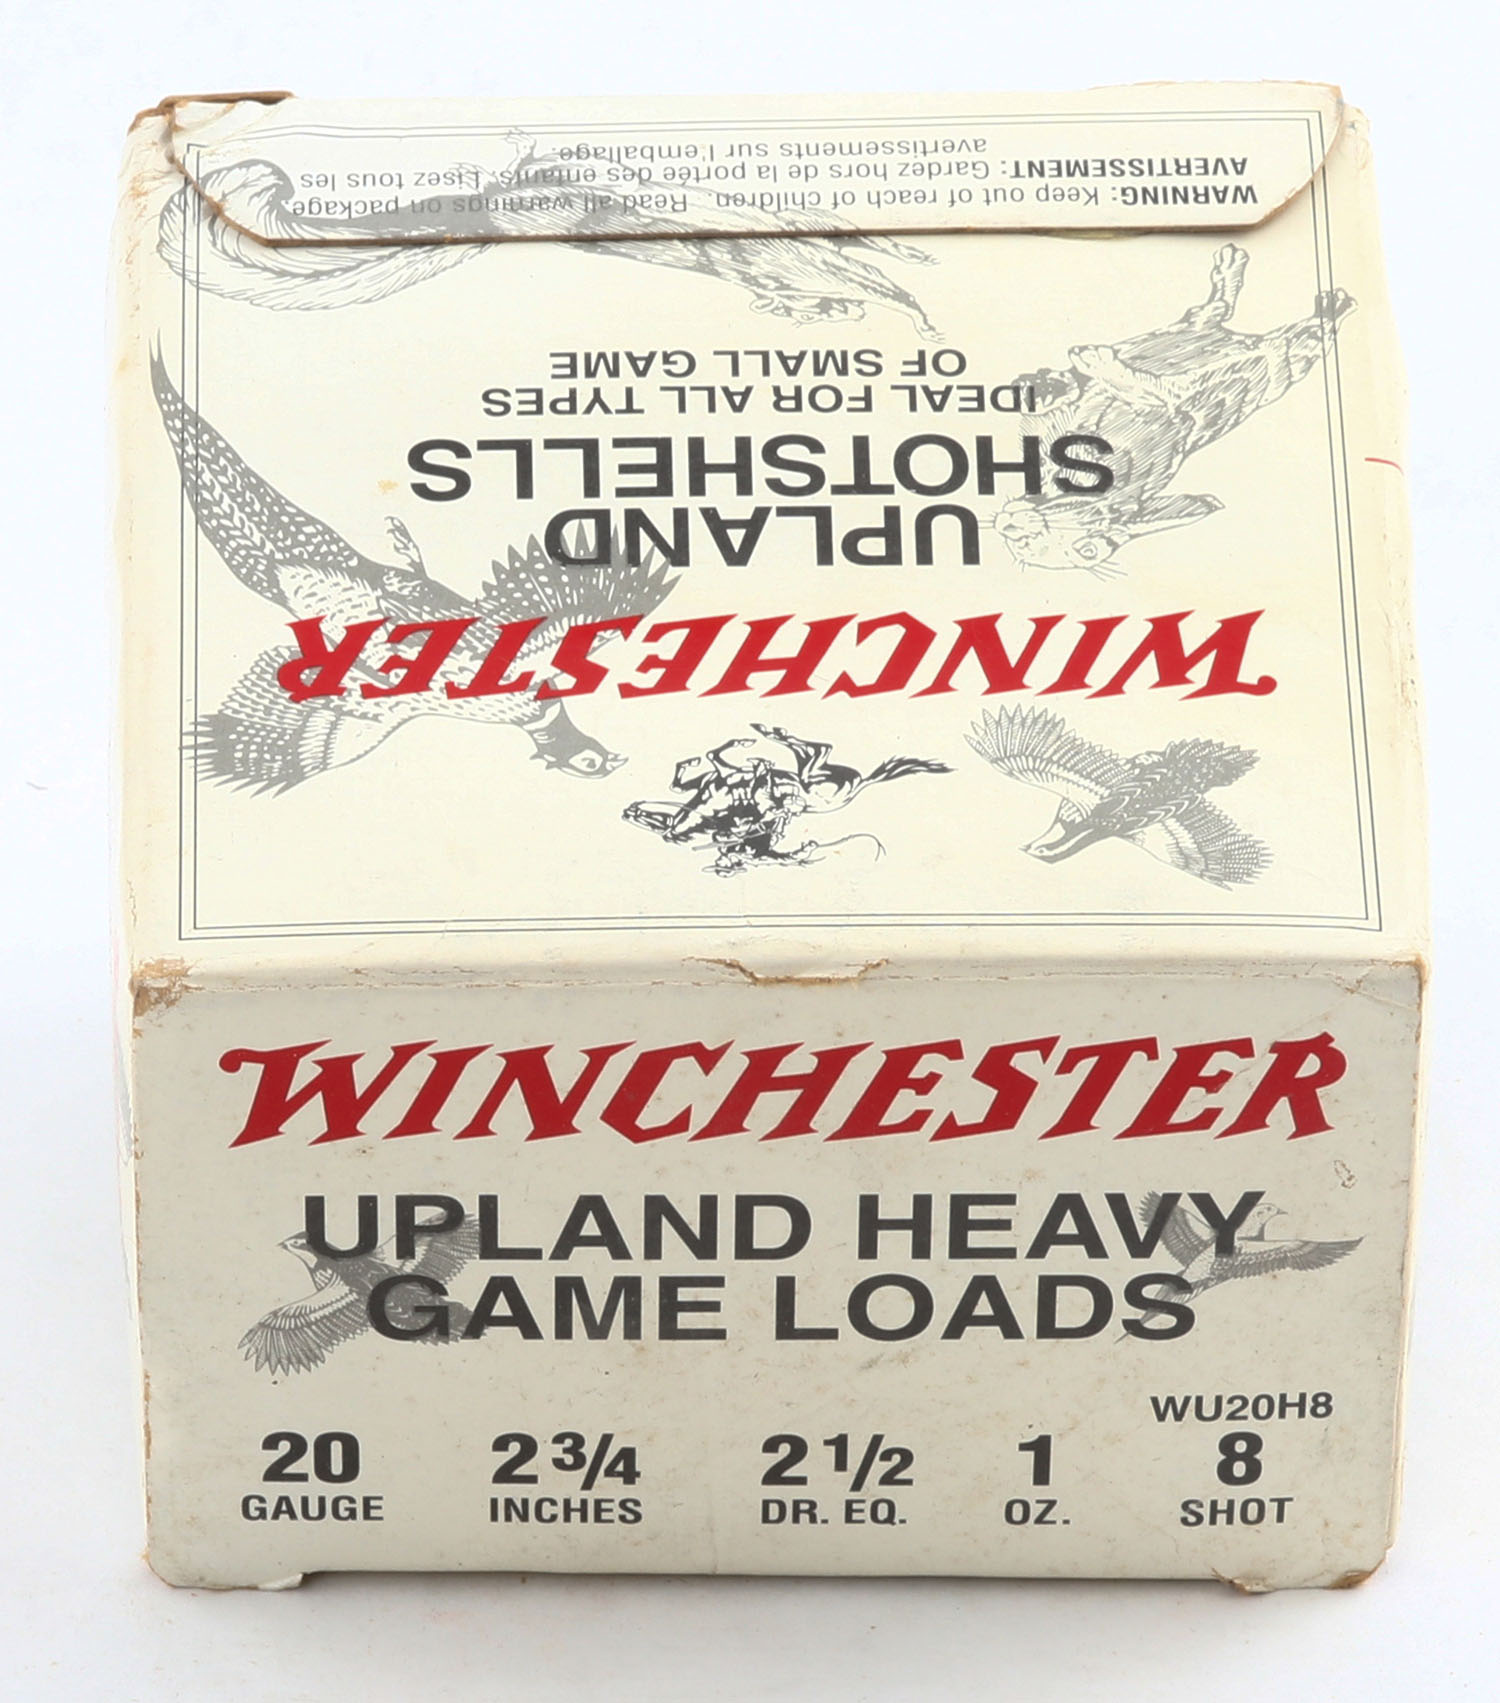 WINCHESTER
UPLAND
SHOTSHELLS
IDEAL FOR ALL TYPES
OF SMALL GAME
WARNING: Keep out of reach of children. Read all warnings on package.
AVERTISSEMENT: Gardez hors de la portée des enfants. Lisez tous les
avertissements sur l'emballage.
WINCHESTER
UPLAND HEAVY
GAME LOADS
WU20H8
20 2 3/4 2 1/2 1 8
GAUGE INCHES DR. EQ. OZ. SHOT